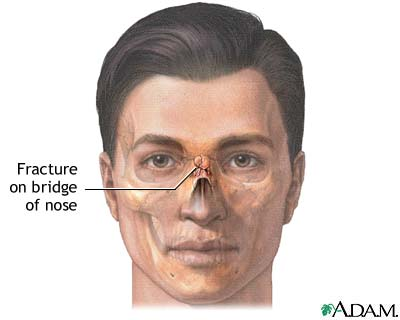 Fracture
on bridge
of nose
A.D.A.M.